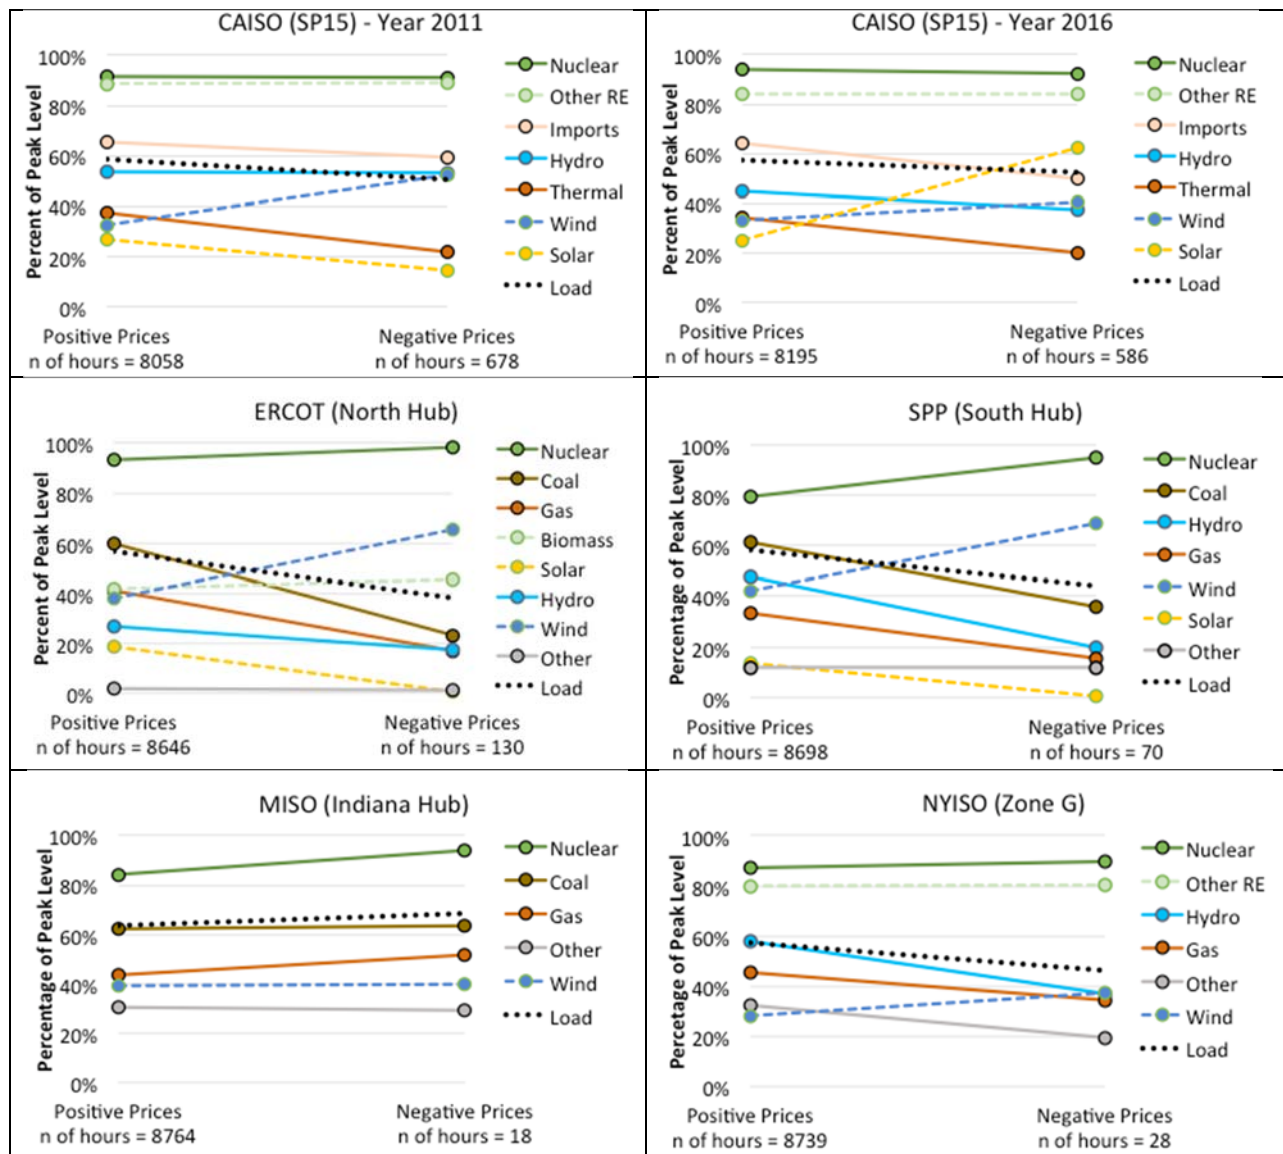 CAISO (SP15) - Year 2011
Percent of Peak Level
100%
80%
60%
40%
20%
0%
Nuclear
Other RE
Imports
Hydro
Thermal
Wind
Solar
Load
Positive Prices
n of hours = 8058
Negative Prices
n of hours = 678
CAISO (SP15) - Year 2016
Percent of Peak Level
100%
80%
60%
40%
20%
0%
Nuclear
Other RE
Imports
Hydro
Thermal
Wind
Solar
Load
Positive Prices
n of hours = 8195
Negative Prices
n of hours = 586
ERCOT (North Hub)
Percent of Peak Level
100%
80%
60%
40%
20%
0%
Nuclear
Coal
Gas
Biomass
Solar
Hydro
Wind
Other
Load
Positive Prices
n of hours = 8646
Negative Prices
n of hours = 130
SPP (South Hub)
Percentage of Peak Level
100%
80%
60%
40%
20%
0%
Nuclear
Coal
Hydro
Gas
Wind
Solar
Other
Load
Positive Prices
n of hours = 8698
Negative Prices
n of hours = 70
MISO (Indiana Hub)
Percentage of Peak Level
100%
80%
60%
40%
20%
0%
Nuclear
Coal
Gas
Other
Wind
Load
Positive Prices
n of hours = 8764
Negative Prices
n of hours = 18
NYISO (Zone G)
Percetage of Peak Level
100%
80%
60%
40%
20%
0%
Nuclear
Other RE
Hydro
Gas
Other
Wind
Load
Positive Prices
n of hours = 8739
Negative Prices
n of hours = 28